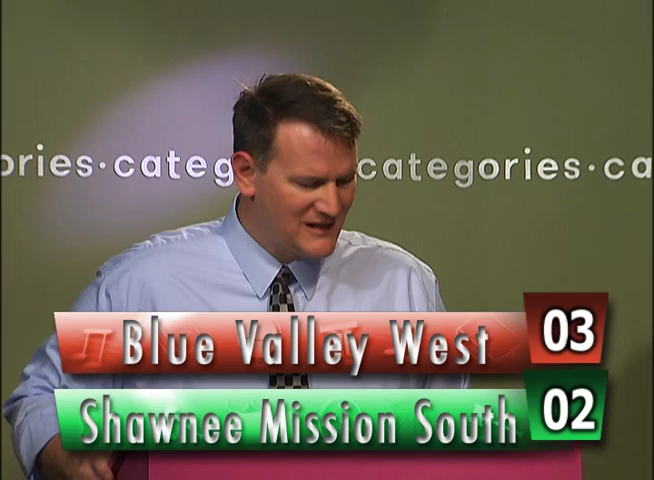 ories·categ categories·ca
Blue Valley West 03
Shawnee Mission South 02